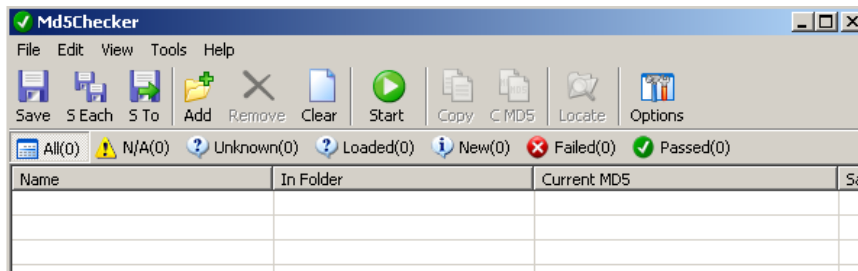 Md5Checker
File Edit View Tools Help
Save S Each S To Add Remove Clear Start Copy C MD5 Locate Options
All(0) N/A(0) Unknown(0) Loaded(0) New(0) Failed(0) Passed(0)
Name In Folder Current MD5